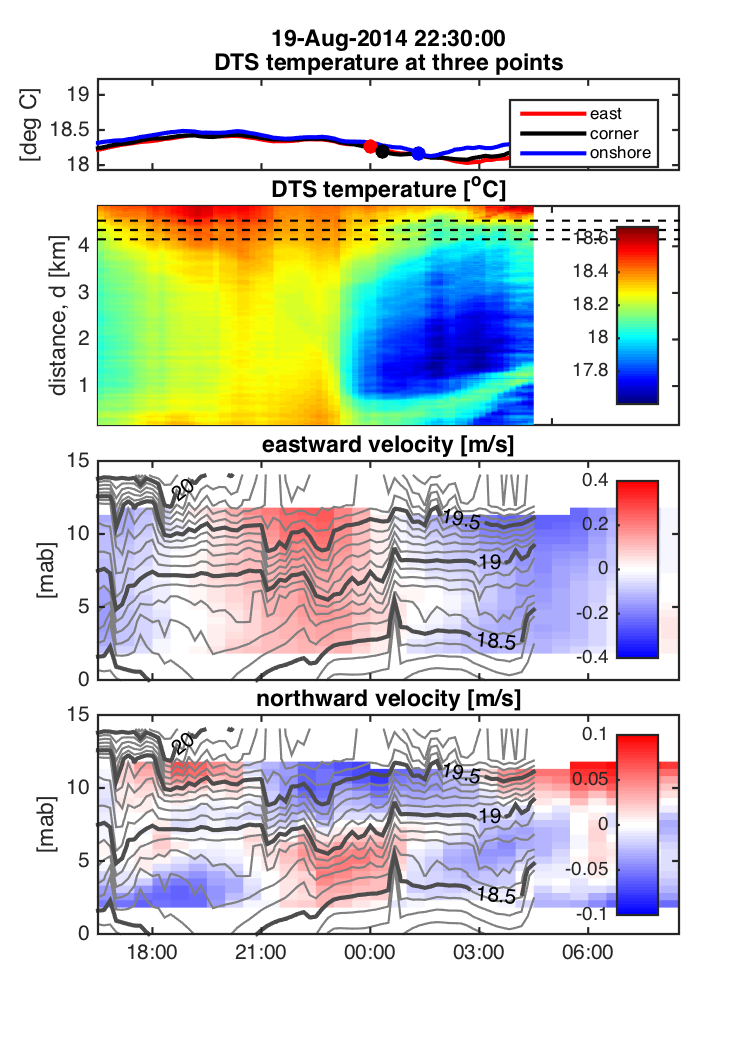 19-Aug-2014 22:30:00
DTS temperature at three points
19
18.5
18
[deg C]
east
corner
onshore
DTS temperature [°C]
4
3
2
1
distance, d [km]
18.6
18.4
18.2
18
17.8
eastward velocity [m/s]
15
10
5
0
[mab]
20
19.5
19
18.5
0.4
0.2
0
-0.2
-0.4
northward velocity [m/s]
15
10
5
0
[mab]
20
19.5
19
18.5
0.1
0.05
0
-0.05
-0.1
18:00 21:00 00:00 03:00 06:00